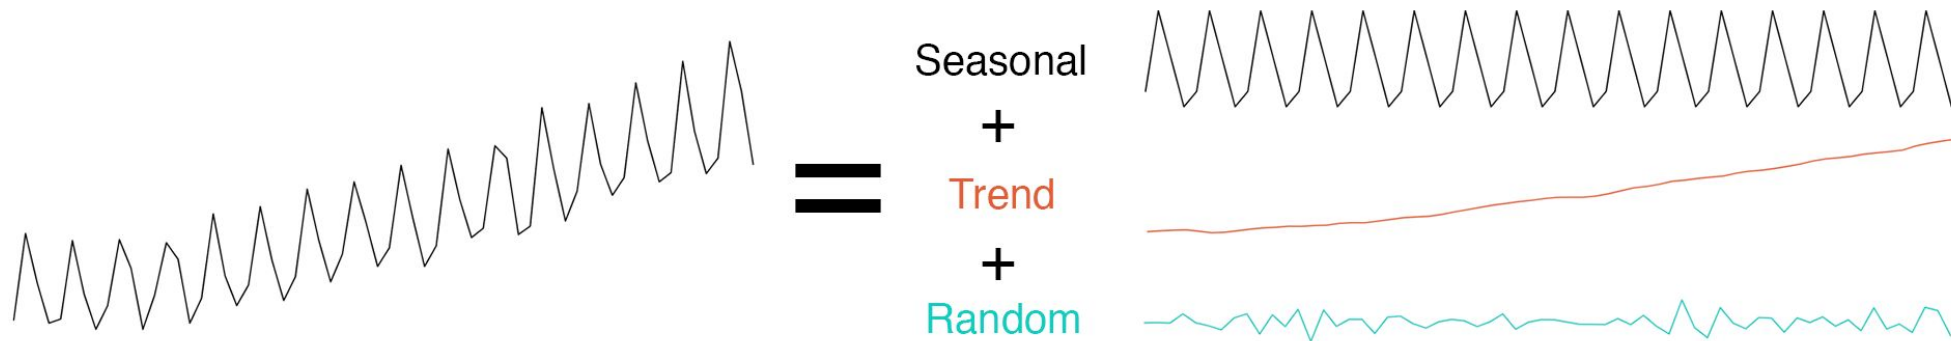 =
Seasonal
+
Trend
+
Random